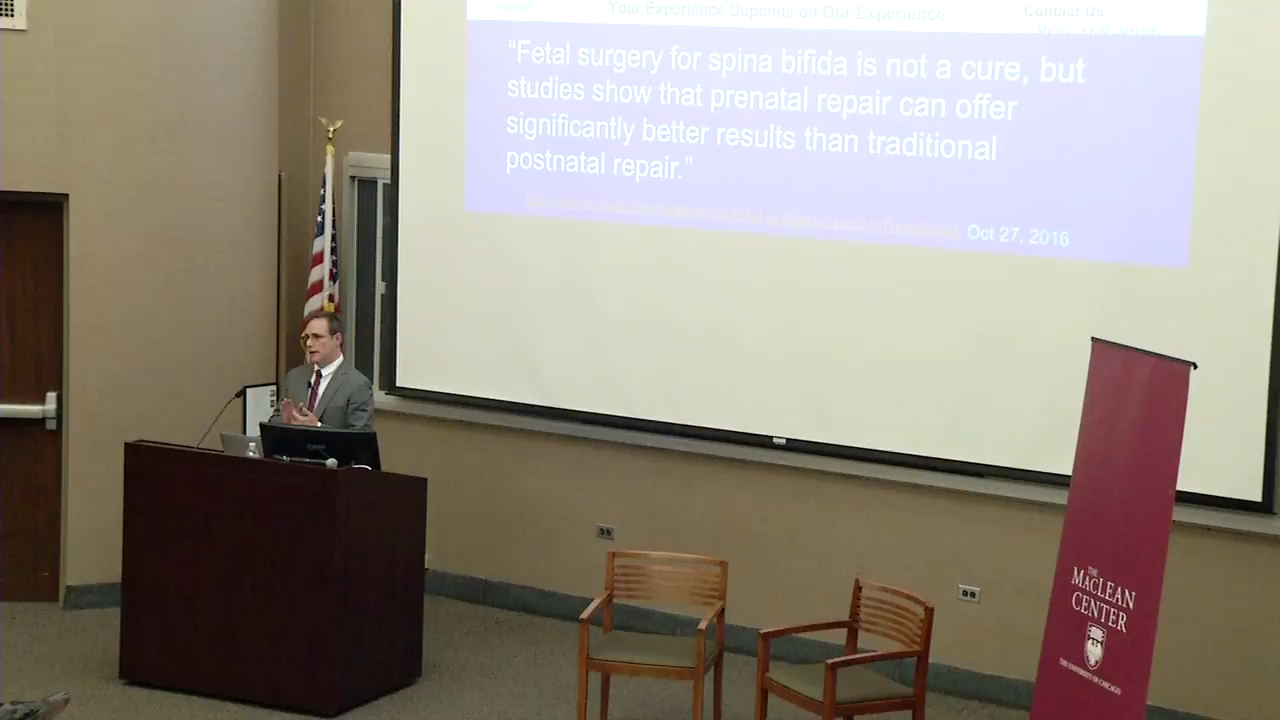 Your Experience Depends on Our Experience
Contact Us
“Fetal surgery for spina bifida is not a cure, but
studies show that prenatal repair can offer
significantly better results than traditional
postnatal repair.”
Oct 27, 2016
THE
MACLEAN
CENTER
THE UNIVERSITY OF CHICAGO